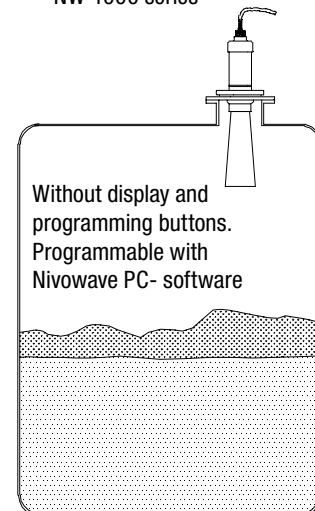 Without display and
programming buttons.
Programmable with
Nivowave PC- software